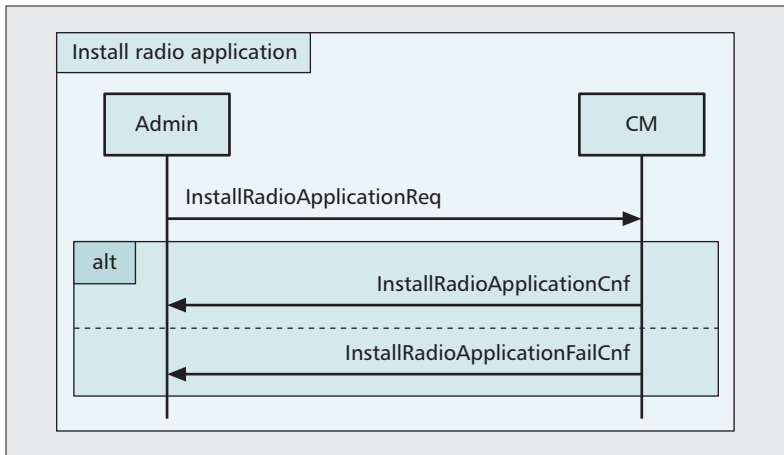 Install radio application
Admin
CM
InstallRadioApplicationReq
alt
InstallRadioApplicationCnf
InstallRadioApplicationFailCnf